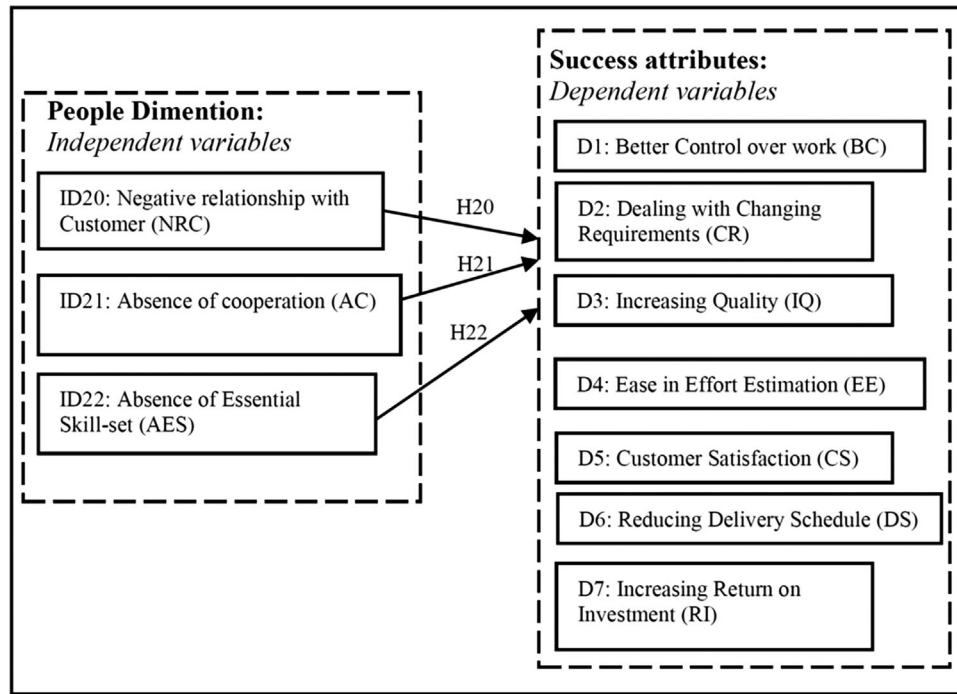 People Dimention:
Independent variables
ID20: Negative relationship with
Customer (NRC)
ID21: Absence of cooperation (AC)
ID22: Absence of Essential
Skill-set (AES)
H20
H21
H22
Success attributes:
Dependent variables
D1: Better Control over work (BC)
D2: Dealing with Changing
Requirements (CR)
D3: Increasing Quality (IQ)
D4: Ease in Effort Estimation (EE)
D5: Customer Satisfaction (CS)
D6: Reducing Delivery Schedule (DS)
D7: Increasing Return on
Investment (RI)